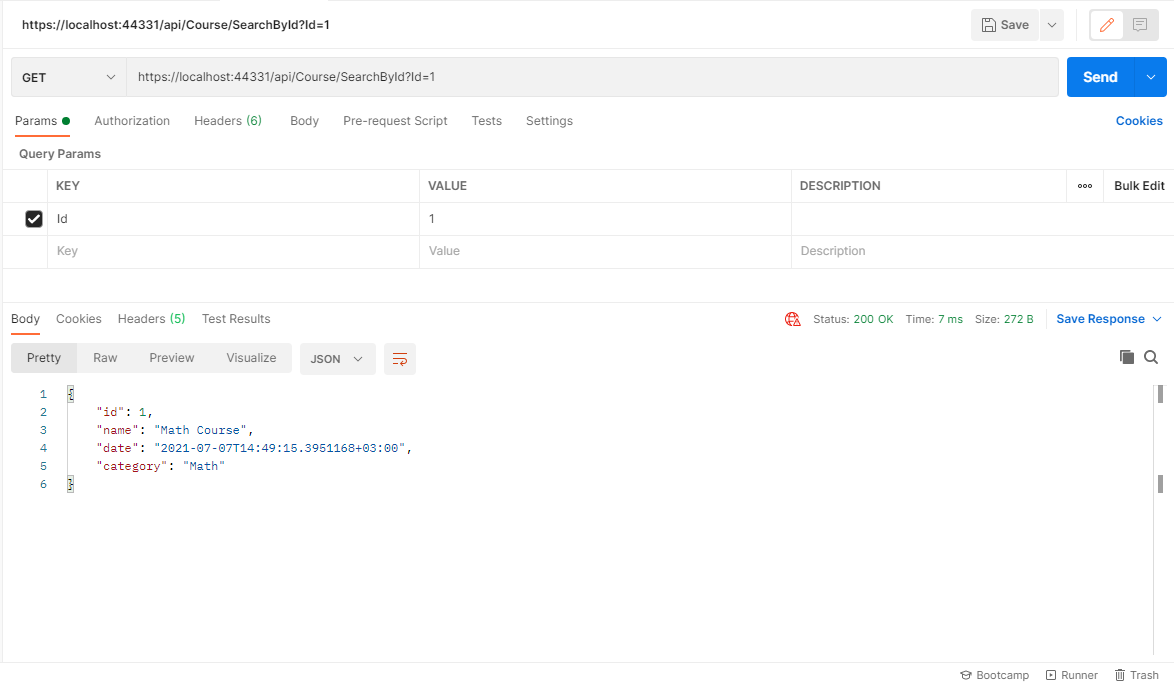 https://localhost:44331/api/Course/SearchById?Id=1
Save
GET
https://localhost:44331/api/Course/SearchById?Id=1
Send
Params Authorization Headers (6) Body Pre-request Script Tests Settings Cookies
Query Params
KEY VALUE DESCRIPTION ooo Bulk Edit
Id 1
Key Value Description
Body Cookies Headers (5) Test Results Status: 200 OK Time: 7 ms Size: 272 B Save Response
Pretty Raw Preview Visualize JSON
1 {
2 "id": 1,
3 "name": "Math Course",
4 "date": "2021-07-07T14:49:15.3951168+03:00",
5 "category": "Math"
6 }
Bootcamp Runner Trash